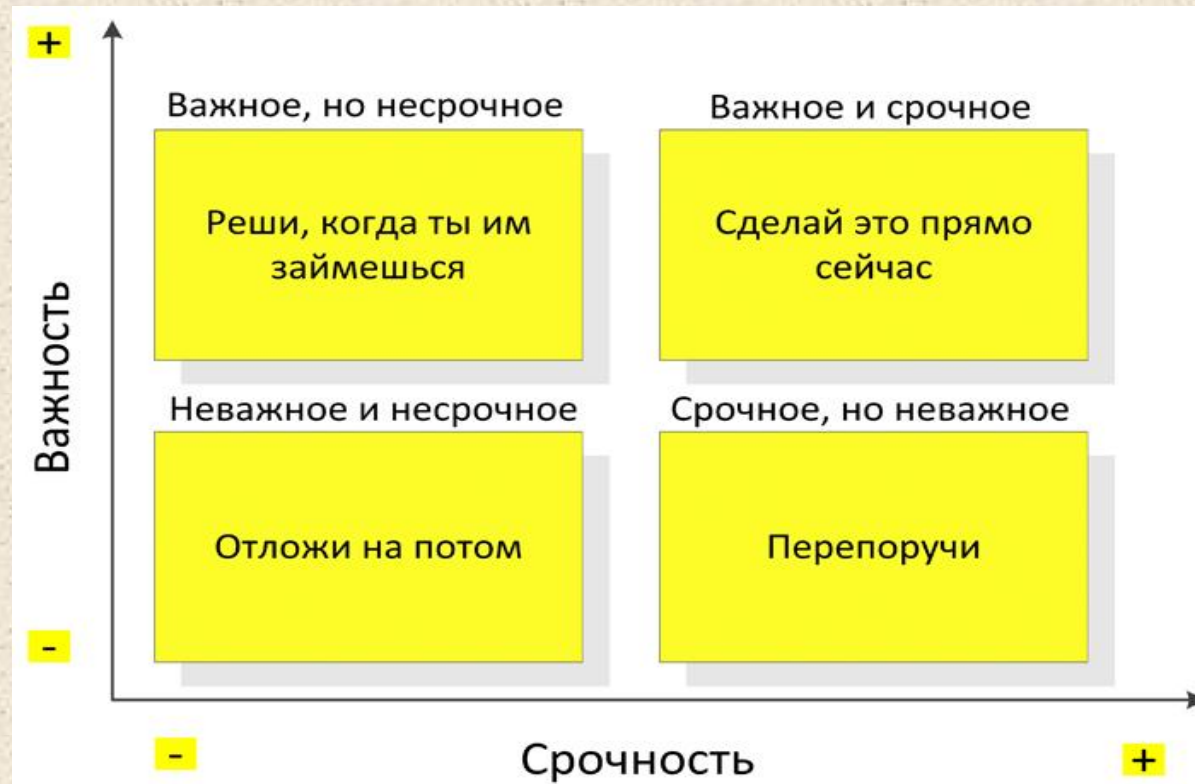 +
Важное, но несрочное
Важное и срочное
Реши, когда ты им
займешься
Сделай это прямо
сейчас
Важность
Неважное и несрочное
Срочное, но неважное
Отложи на потом
Перепоручи
-
-
Срочность
+